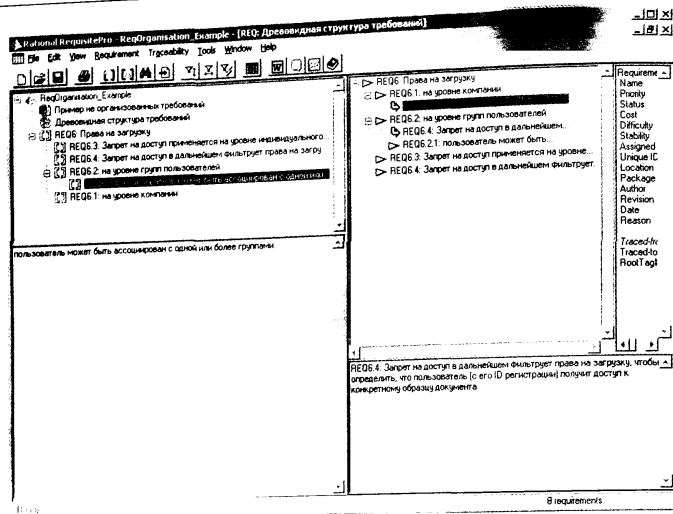 Rational RequisitePro - ReqOrganisation_Example - [REQ: Древовидная структура требований]
File Edit View Requirement Traceability Tools Window Help
ReqOrganisation_Example
Пример не организованных требований
Древовидная структура требований
REQ6: Права на загрузку
REQ6.3: Запрет на доступ применяется на уровне индивидуального
REQ6.4: Запрет на доступ в дальнейшем фильтрует права на загру
REQ6.2: на уровне групп пользователей
быть ассоциирован с одной или
REQ6.1: на уровне компании
пользователь может быть ассоциирован с одной или более группами.
REQ6: Права на загрузку
REQ6.1: на уровне компании
REQ6.2: на уровне групп пользователей
REQ6.4: Запрет на доступ в дальнейшем...
REQ6.2.1: пользователь может быть...
REQ6.3: Запрет на доступ применяется на уровне...
REQ6.4: Запрет на доступ в дальнейшем фильтрует.
Requireme
Name
Priority
Status
Cost
Difficulty
Stability
Assigned
Unique ID
Location
Package
Author
Revision
Date
Reason
Traced-fr
Traced-to
RootTag
REQ6.4: Запрет на доступ в дальнейшем фильтрует права на загрузку, чтобы
определить, что пользователь (с его ID регистрации) получит доступ к
конкретному образцу документа.
8 requirements